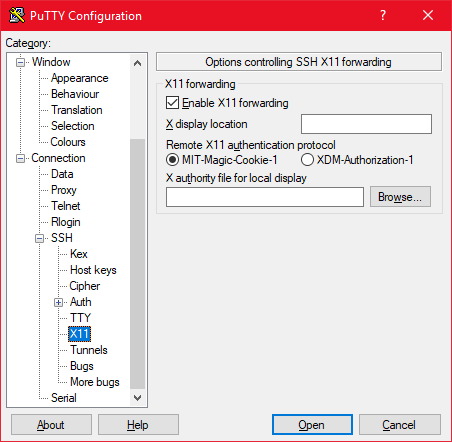 PuTTY Configuration
?
Category:
Window
Appearance
Behaviour
Translation
Selection
Colours
Connection
Data
Proxy
Telnet
Rlogin
SSH
Kex
Host keys
Cipher
Auth
TTY
X11
Tunnels
Bugs
More bugs
Serial
Options controlling SSH X11 forwarding
X11 forwarding
Enable X11 forwarding
X display location
Remote X11 authentication protocol
MIT-Magic-Cookie-1 XDM-Authorization-1
X authority file for local display
Browse...
About Help Open Cancel